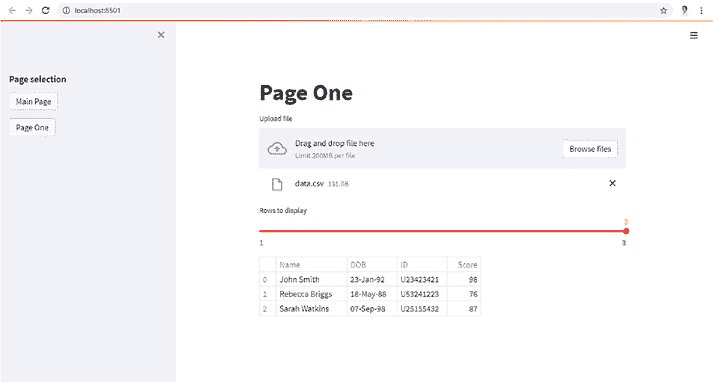 localhost:8501
Page selection
Main Page
Page One
Page One
Upload file
Drag and drop file here
Limit 200MB per file
Browse files
data.csv 131.0B
Rows to display
3
1 3
Name DOB ID Score
0 John Smith 23-Jan-92 U23423421 98
1 Rebecca Briggs 18-May-88 U53241223 76
2 Sarah Watkins 07-Sep-98 U25155432 87